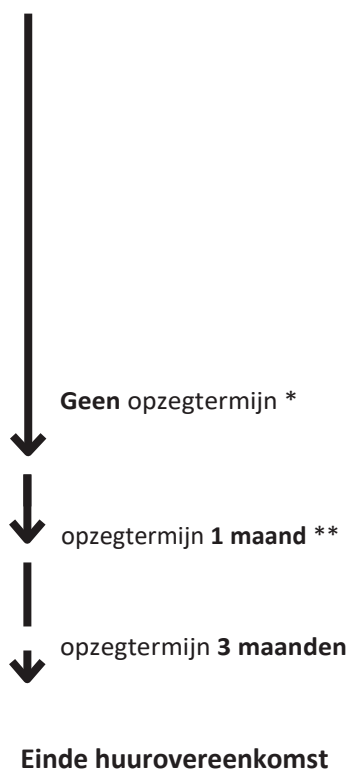 Geen opzegtermijn *
opzegtermijn 1 maand **
opzegtermijn 3 maanden
Einde huurovereenkomst